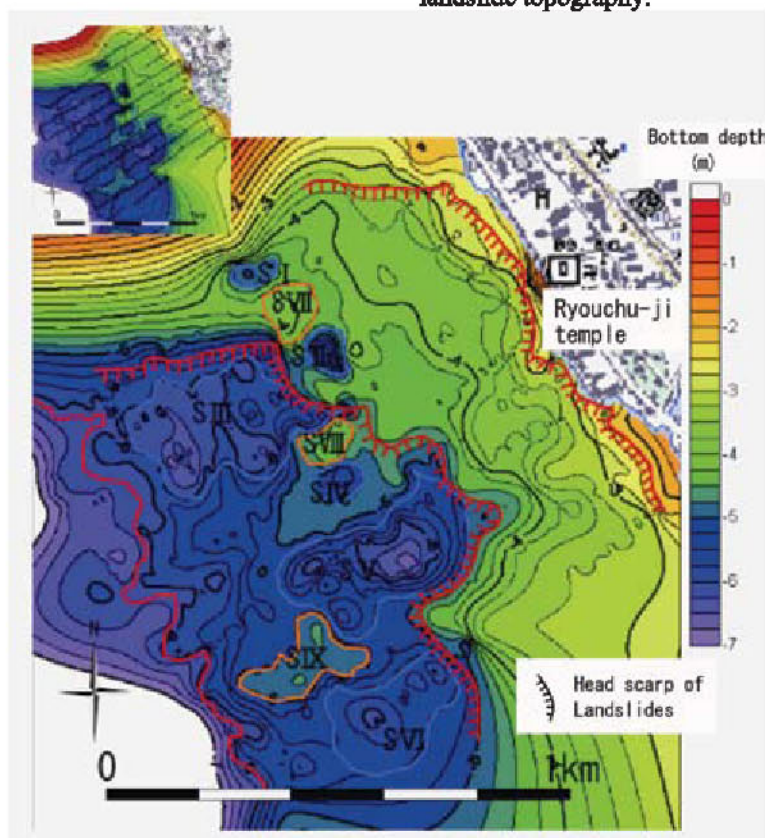 landslide topography.
Bottom depth
(m)
0
-1
-2
-3
-4
-5
-6
-7
Ryouchu-ji
temple
S I
S VII
S II
S III
S VIII
S IV
S V
S IX
S VI
N
Head scarp of
Landslides
0
1km